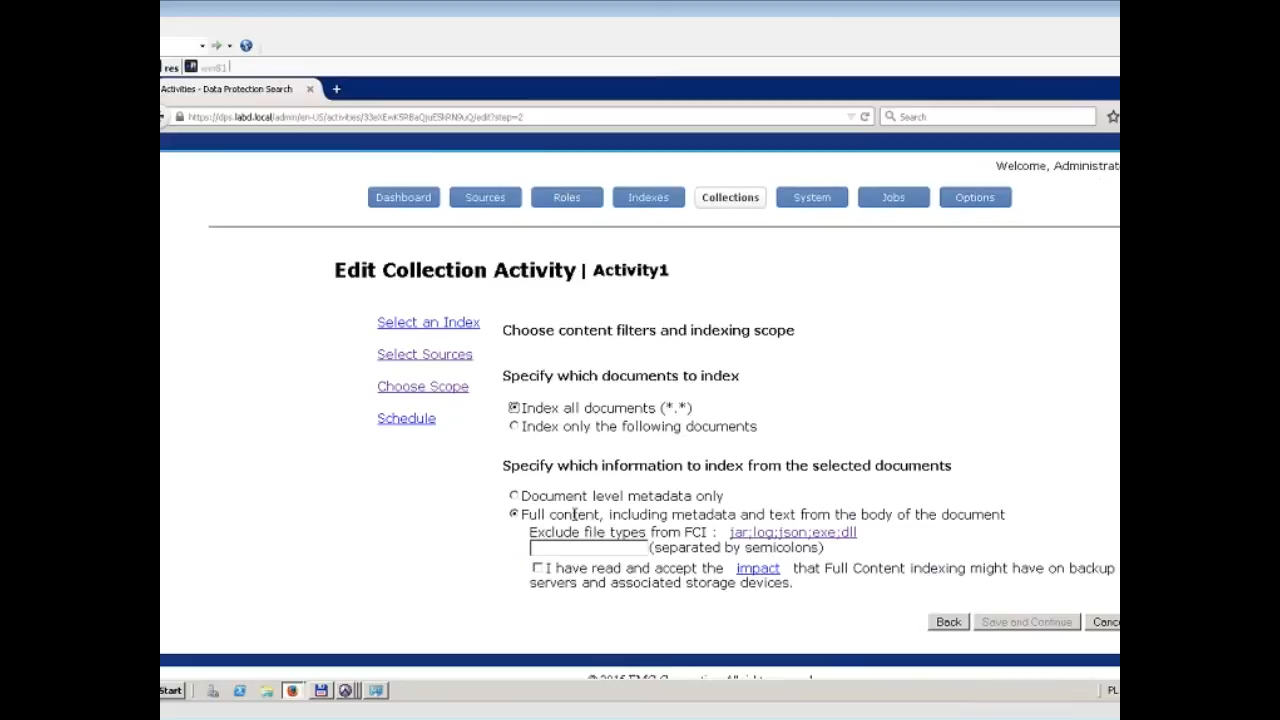 res
Activities - Data Protection Search
Search
Welcome, Administrat
Dashboard
Sources
Roles
Indexes
Collections
System
Jobs
Options
Edit Collection Activity | Activity1
Select an Index
Select Sources
Choose Scope
Schedule
Choose content filters and indexing scope
Specify which documents to index
Index all documents (*.*)
Index only the following documents
Specify which information to index from the selected documents
Document level metadata only
Full content, including metadata and text from the body of the document
Exclude file types from FCI : jar;log;json;exe;dll
(separated by semicolons)
I have read and accept the impact that Full Content indexing might have on backup
servers and associated storage devices.
Back
Save and Continue
Canc
Start
PL